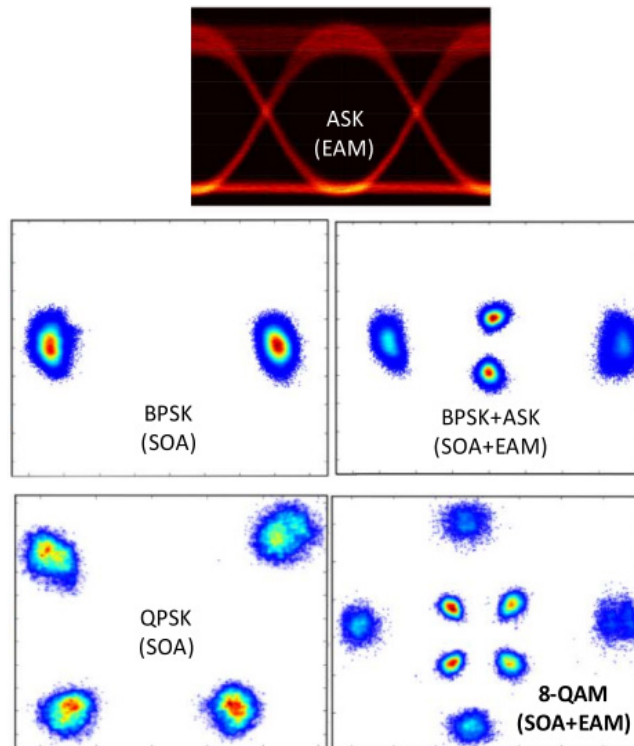 ASK
(EAM)
BPSK
(SOA)
BPSK+ASK
(SOA+EAM)
QPSK
(SOA)
8-QAM
(SOA+EAM)